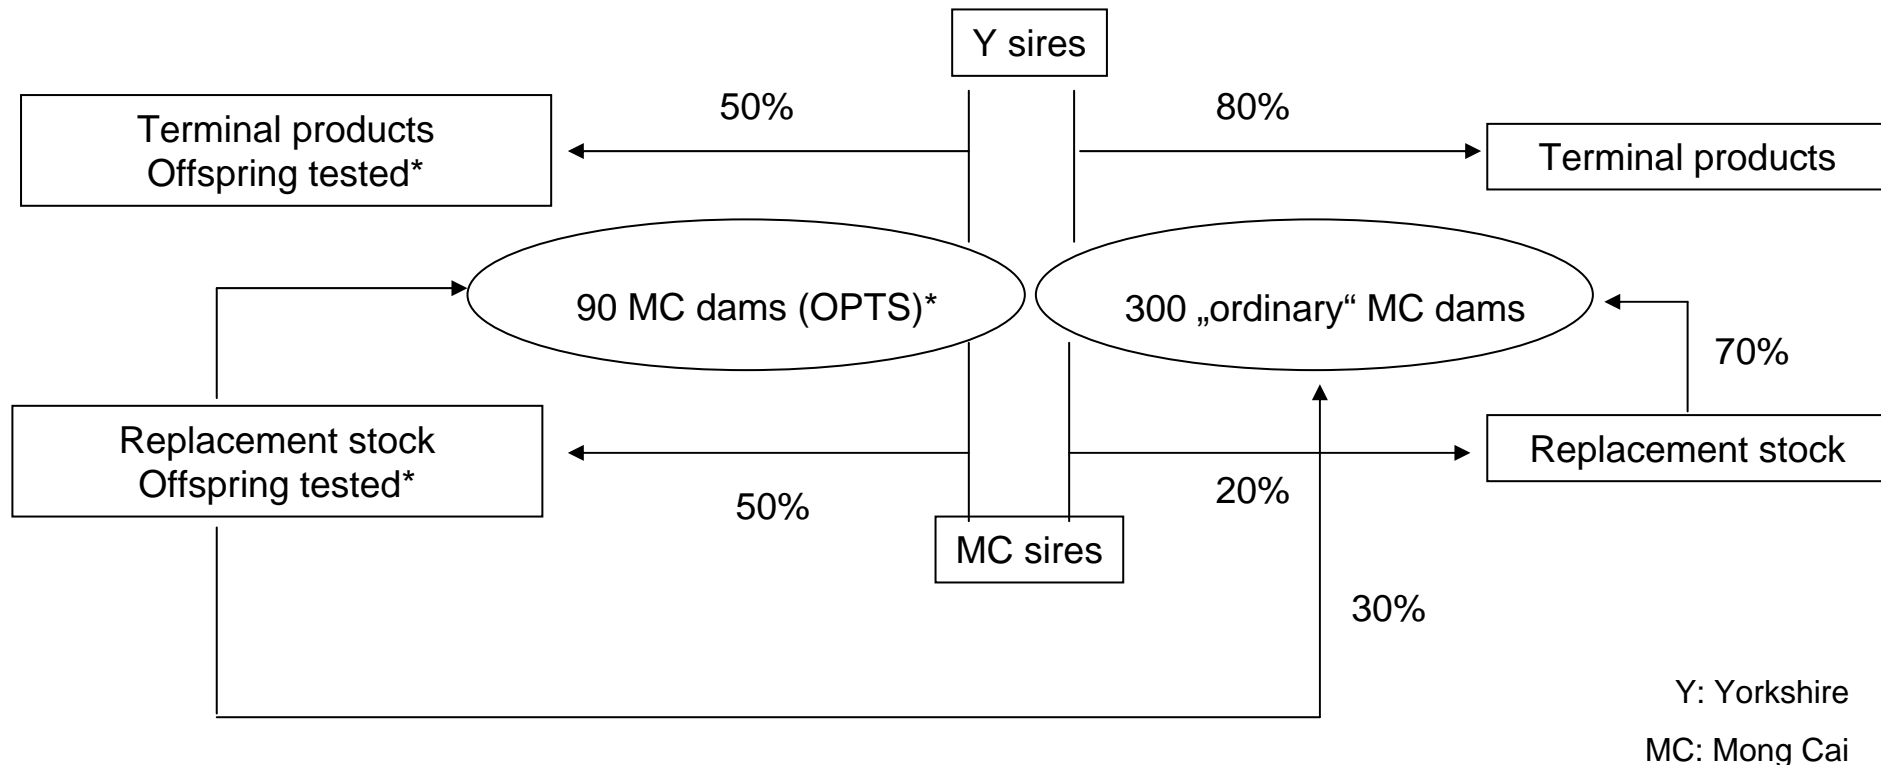 Y sires
50%
80%
Terminal products
Offspring tested*
Terminal products
90 MC dams (OPTS)*
300 „ordinary“ MC dams
70%
Replacement stock
Offspring tested*
Replacement stock
50%
20%
MC sires
30%
Y: Yorkshire
MC: Mong Cai